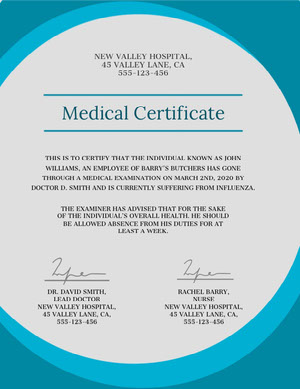 NEW VALLEY HOSPITAL,
45 VALLEY LANE, CA
555-123-456
Medical Certificate
THIS IS TO CERTIFY THAT THE INDIVIDUAL KNOWN AS JOHN
WILLIAMS, AN EMPLOYEE OF BARRY'S BUTCHERS HAS GONE
THROUGH A MEDICAL EXAMINATION ON MARCH 2ND, 2020 BY
DOCTOR D. SMITH AND IS CURRENTLY SUFFERING FROM INFLUENZA.
THE EXAMINER HAS ADVISED THAT FOR THE SAKE
OF THE INDIVIDUAL'S OVERALL HEALTH. HE SHOULD
BE ALLOWED ABSENCE FROM HIS DUTIES FOR AT
LEAST A WEEK.
DR. DAVID SMITH,
LEAD DOCTOR
NEW VALLEY HOSPITAL,
45 VALLEY LANE, CA,
555-123-456
RACHEL BARRY,
NURSE
NEW VALLEY HOSPITAL,
45 VALLEY LANE, CA,
555-123-456